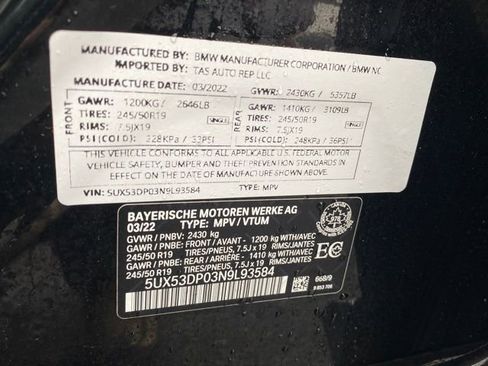 MANUFACTURED BY: BMW MANUFACTURER CORPORATION / BMW NC
IMPORTED BY: TAS AUTO REP LLC
MANUFACTURE DATE: 03/2022 GVWR: 2430KG / 5357LB
FRONT
GAWR: 1200KG / 2646LB
TIRES: 245/50R19 SINGLE
RIMS: 7.5JX19
PSI(COLD): 228KPa / 33PSI
REAR
GAWR: 1410KG / 3109LB
TIRES: 245/50R19 SINGLE
RIMS: 7.5JX19
PSI(COLD): 248KPa / 36PSI
THIS VEHICLE CONFORMS TO ALL APPLICABLE U.S. FEDERAL MOTOR
VEHICLE SAFETY, BUMPER AND THEFT PREVENTION STANDARDS IN
EFFECT ON THE DATE OF MANUFACTURE SHOWN ABOVE.
VIN: 5UX53DP03N9L93584 TYPE: MPV
BAYERISCHE MOTOREN WERKE AG
03/22 TYPE: MPV / VTUM
GVWR / PNBV: 2430 kg
GAWR / PNBE: FRONT / AVANT - 1200 kg WITH/AVEC
245/50 R19 TIRES/PNEUS, 7.5J x 19 RIMS/JANTES
GAWR / PNBE: REAR / ARRIÈRE - 1410 kg WITH/AVEC
245/50 R19 TIRES/PNEUS, 7.5J x 19 RIMS/JANTES
5UX53DP03N9L93584
978
EC
668/9